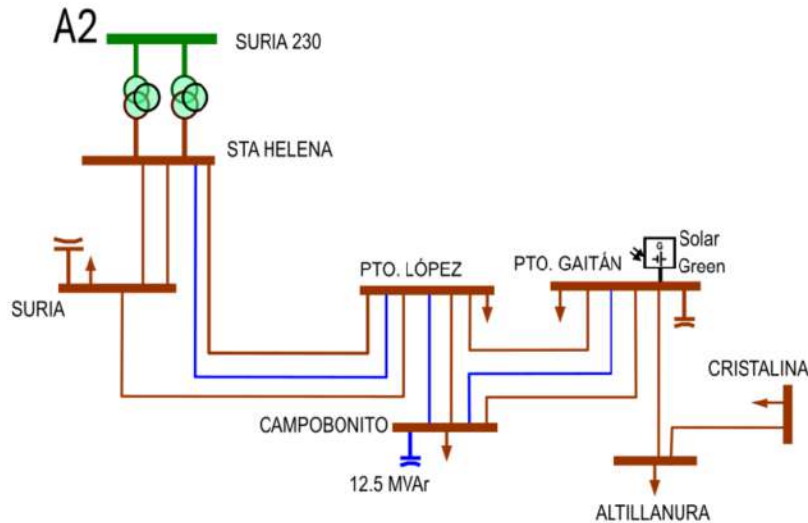 A2
SURIA 230
STA HELENA
SURIA
PTO. LÓPEZ
PTO. GAITÁN
G
Solar
Green
CAMPOBONITO
12.5 MVAr
CRISTALINA
ALTILLANURA